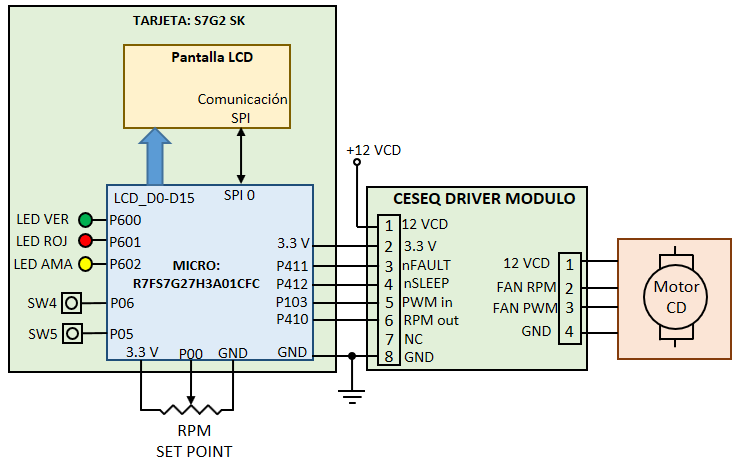 TARJETA: S7G2 SK
Pantalla LCD
Comunicación
SPI
+12 VCD
LCD_D0-D15
SPI 0
CESEQ DRIVER MODULO
LED VER
P600
LED ROJ
P601
LED AMA
P602
MICRO:
R7FS7G27H3A01CFC
SW4
P06
SW5
P05
3.3 V
P411
P412
P103
P410
GND
3.3 V
P00
GND
1 12 VCD
2 3.3 V
3 nFAULT
4 nSLEEP
5 PWM in
6 RPM out
7 NC
8 GND
12 VCD 1
FAN RPM 2
FAN PWM 3
GND 4
Motor
CD
RPM
SET POINT